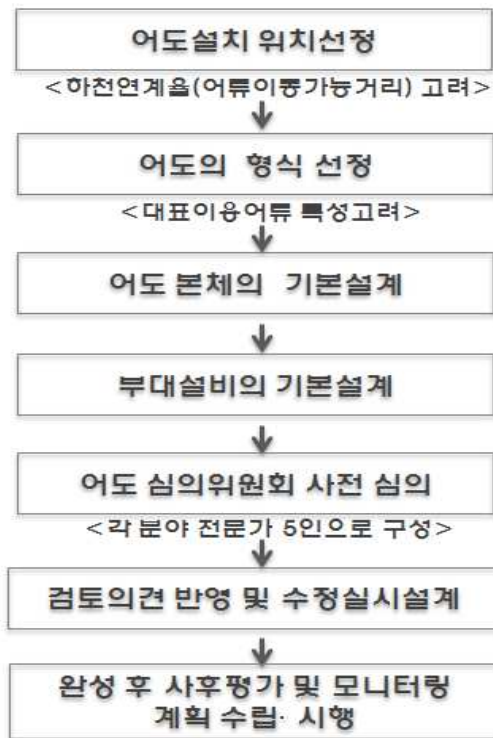 어도설치 위치선정
<하천연계율(어류이동가능거리) 고려>
어도의 형식 선정
<대표이용어류 특성고려>
어도 본체의 기본설계
부대설비의 기본설계
어도 심의위원회 사전 심의
<각 분야 전문가 5인으로 구성>
검토의견 반영 및 수정실시설계
완성 후 사후평가 및 모니터링
계획 수립· 시행